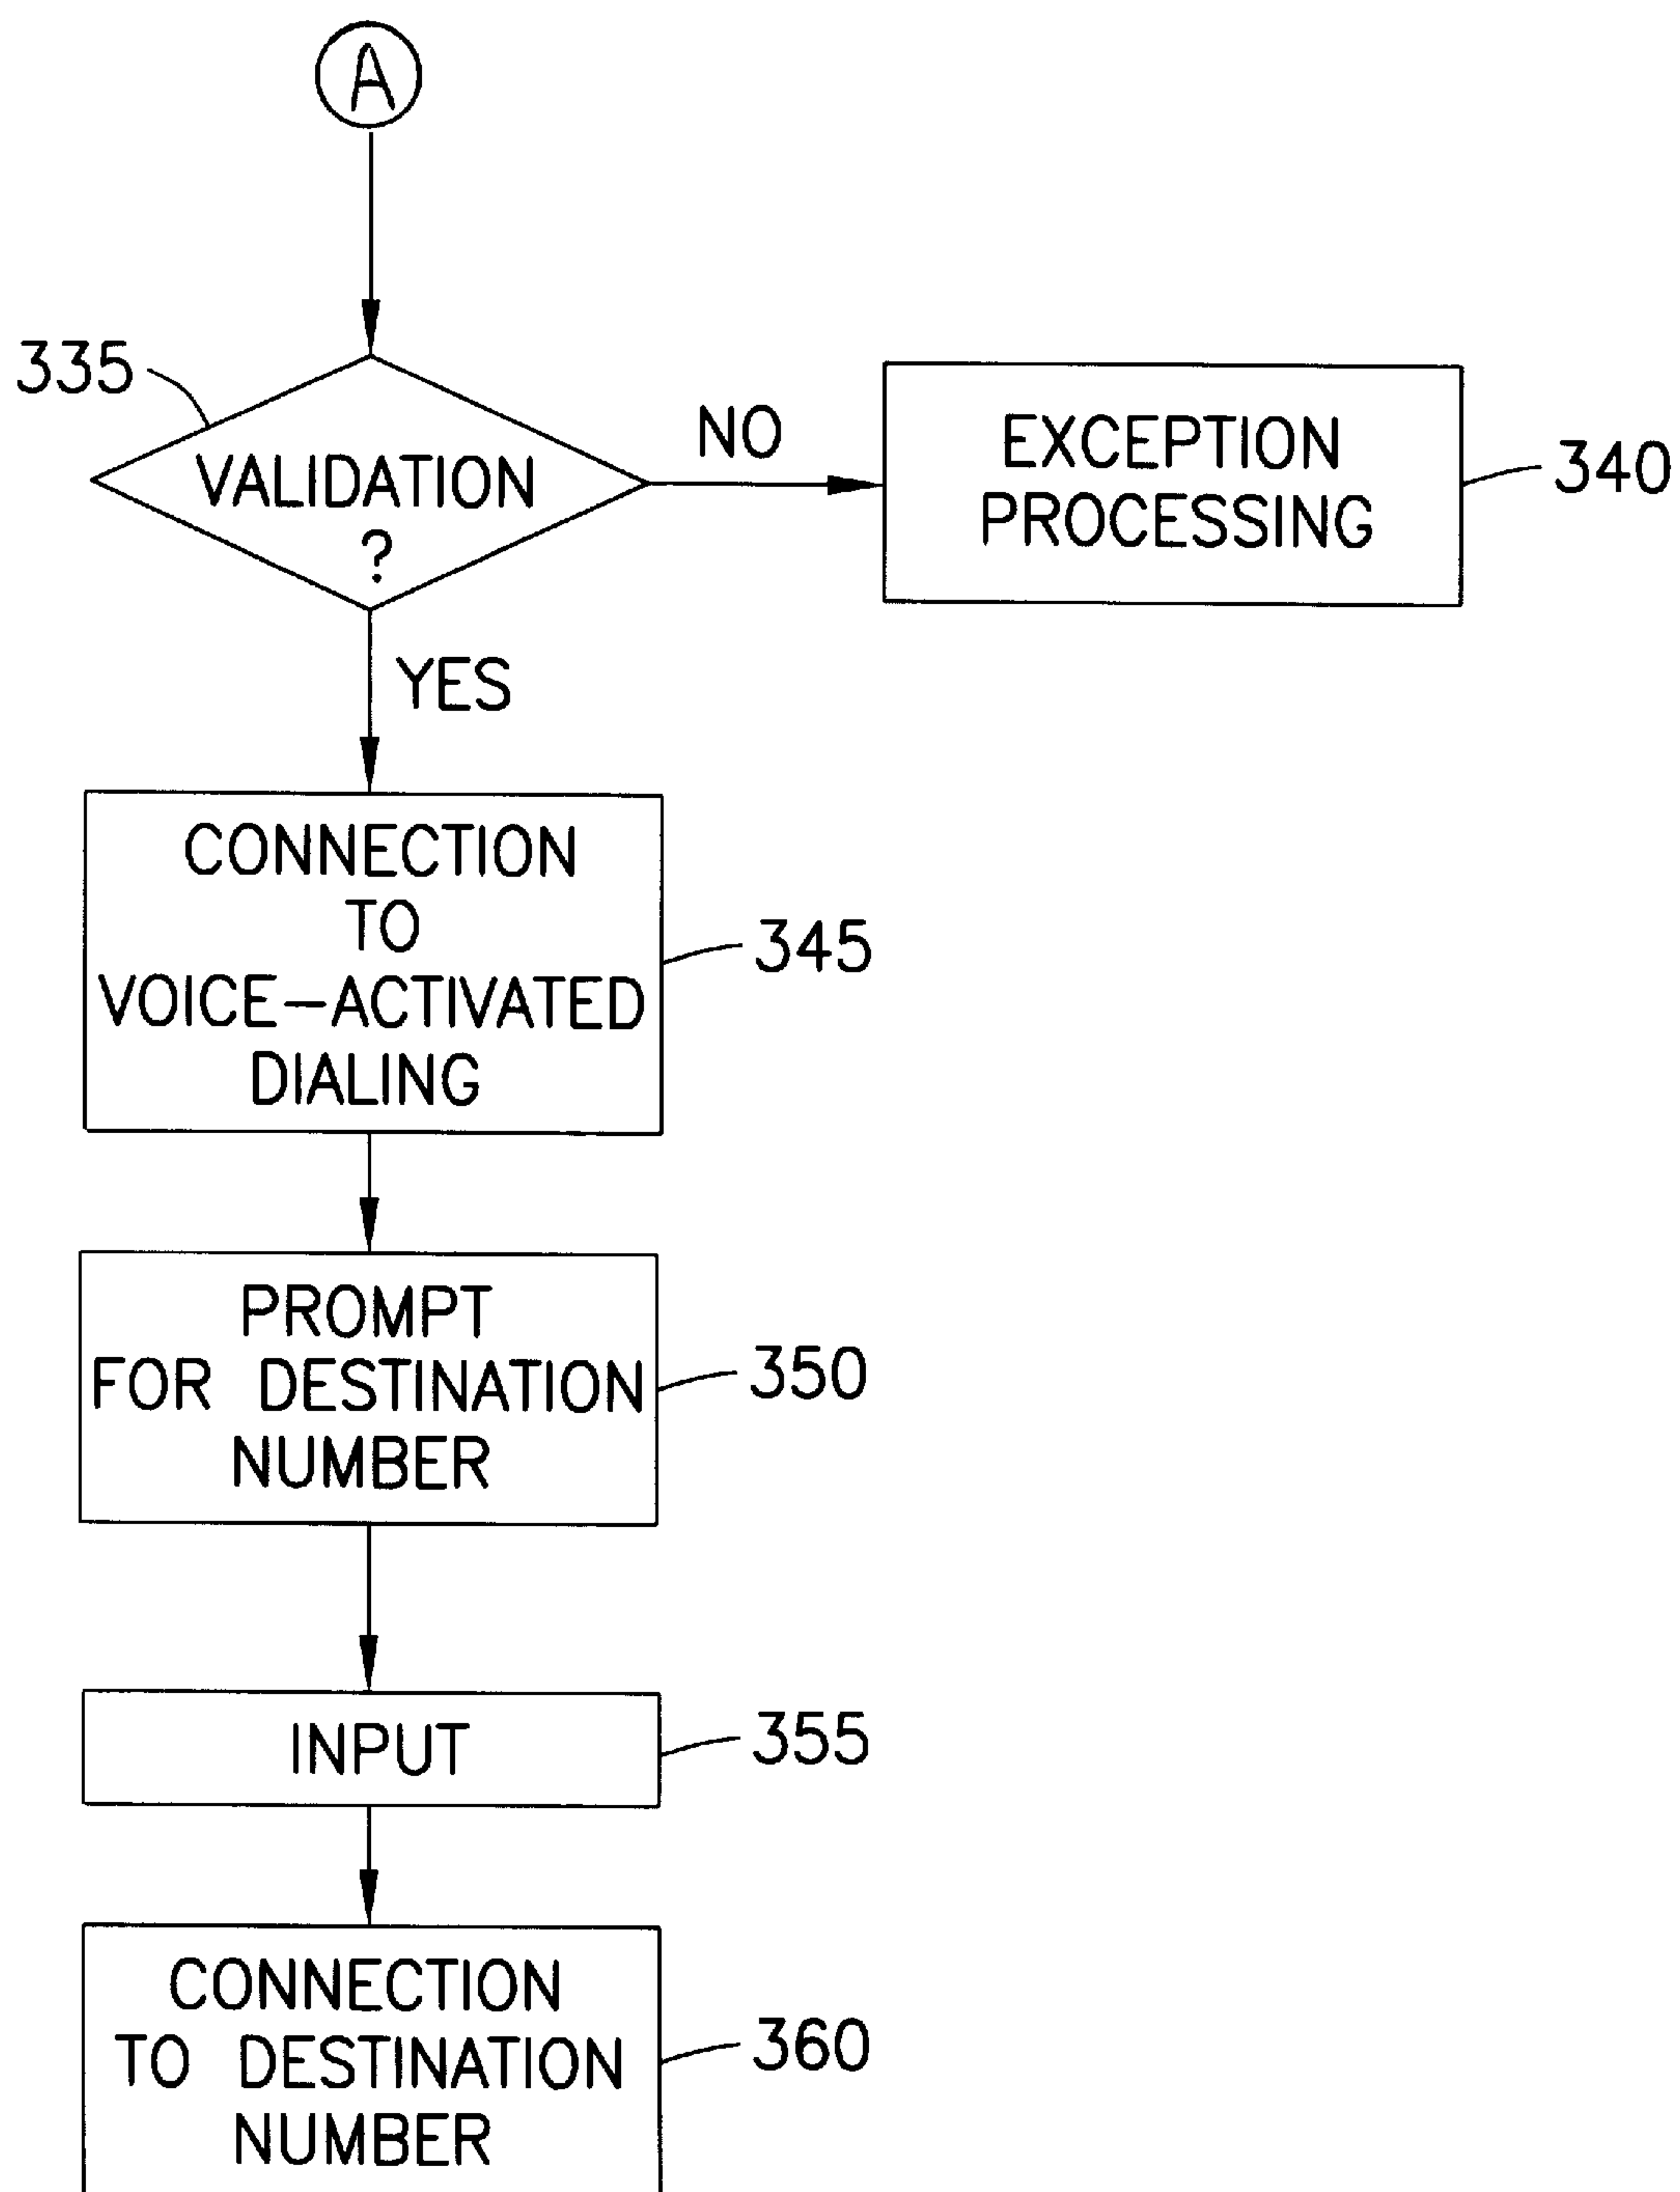 A
335
VALIDATION
?
NO
EXCEPTION
PROCESSING
340
YES
CONNECTION
TO
VOICE-ACTIVATED
DIALING
345
PROMPT
FOR DESTINATION
NUMBER
350
INPUT
355
CONNECTION
TO DESTINATION
NUMBER
360